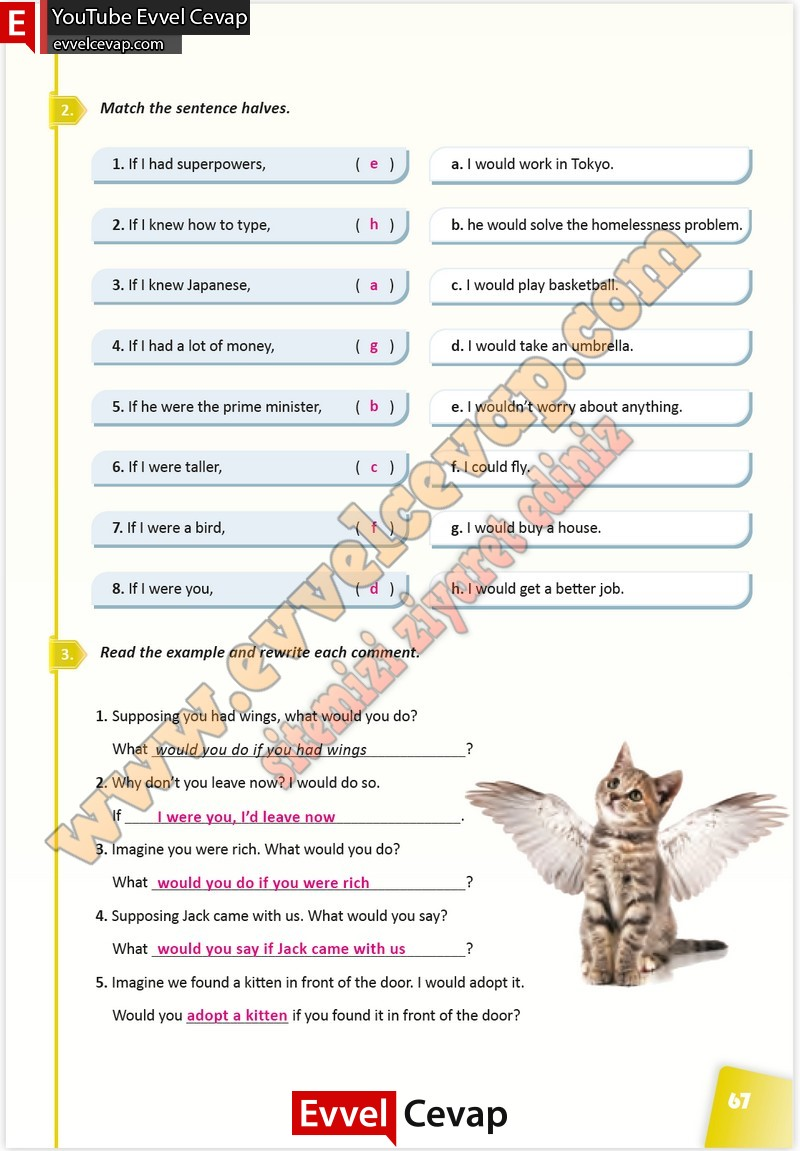 E YouTube Evvel Cevap
evvelcevap.com
2. Match the sentence halves.
1. If I had superpowers, ( e ) a. I would work in Tokyo.
2. If I knew how to type, ( h ) b. he would solve the homelessness problem.
3. If I knew Japanese, ( a ) c. I would play basketball.
4. If I had a lot of money, ( g ) d. I would take an umbrella.
5. If he were the prime minister, ( b ) e. I wouldn't worry about anything.
6. If I were taller, ( c ) f. I could fly.
7. If I were a bird, ( f ) g. I would buy a house.
8. If I were you, ( d ) h. I would get a better job.
www.evvelcevap.com
sitemizi ziyaret ediniz
3. Read the example and rewrite each comment.
1. Supposing you had wings, what would you do?
What would you do if you had wings ?
2. Why don't you leave now? I would do so.
If I were you, I'd leave now .
3. Imagine you were rich. What would you do?
What would you do if you were rich ?
4. Supposing Jack came with us. What would you say?
What would you say if Jack came with us ?
5. Imagine we found a kitten in front of the door. I would adopt it.
Would you adopt a kitten if you found it in front of the door?
67
Evvel Cevap